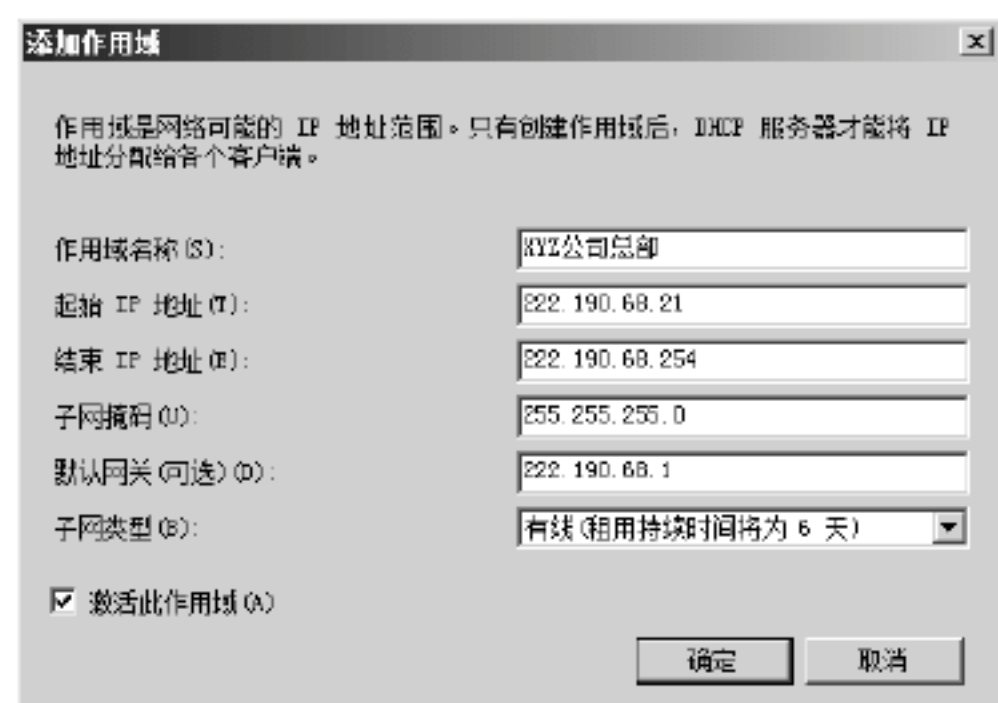 添加作用域
作用域是网络可能的 IP 地址范围。只有创建作用域后，DHCP 服务器才能将 IP
地址分配给各个客户端。
作用域名称(S): XYZ公司总部
起始 IP 地址(T): 222.190.68.21
结束 IP 地址(E): 222.190.68.254
子网掩码(U): 255.255.255.0
默认网关(可选)(D): 222.190.68.1
子网类型(B): 有线(租用持续时间将为 6 天)
激活此作用域(A)
确定 取消